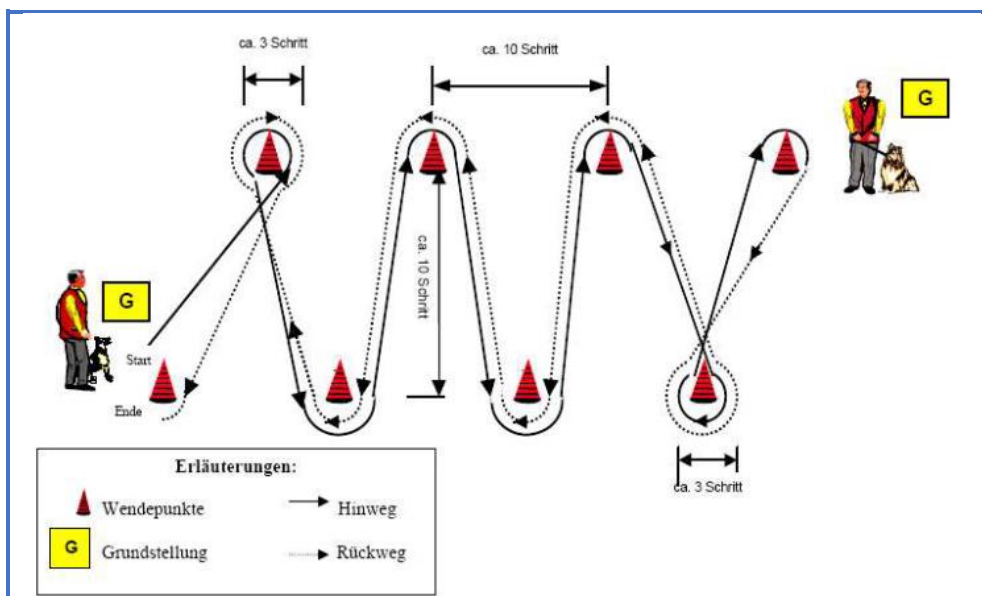 ca. 3 Schritt
ca. 10 Schritt
G
ca. 10 Schritt
G
Start
Ende
ca. 3 Schritt
Erläuterungen:
Wendepunkte
Hinweg
G
Grundstellung
Rückweg